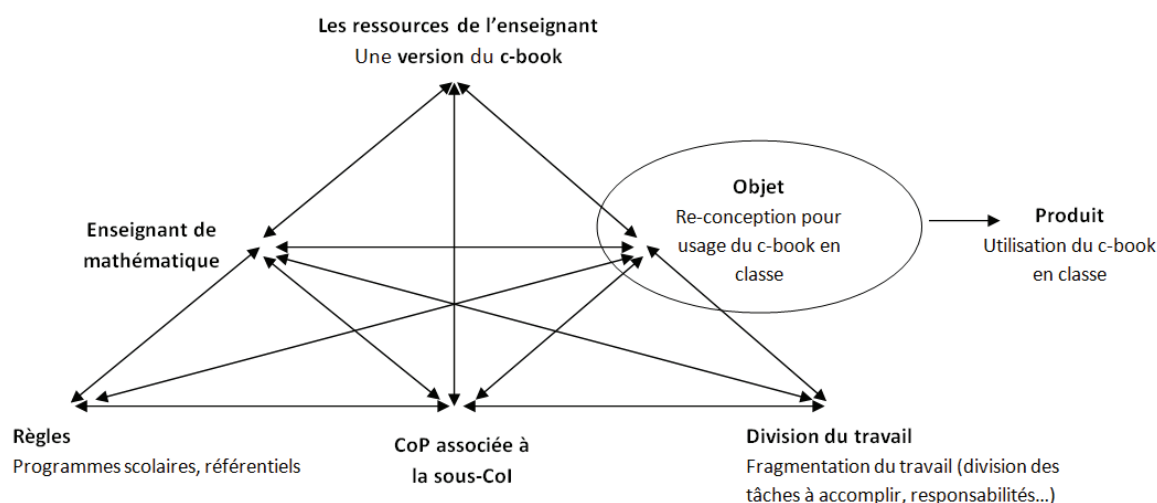 Les ressources de l’enseignant
Une version du c-book
Enseignant de
mathématique
Objet
Re-conception pour
usage du c-book en
classe
Produit
Utilisation du c-book
en classe
Règles
Programmes scolaires, référentiels
CoP associée à
la sous-CoI
Division du travail
Fragmentation du travail (division des
tâches à accomplir, responsabilités…)